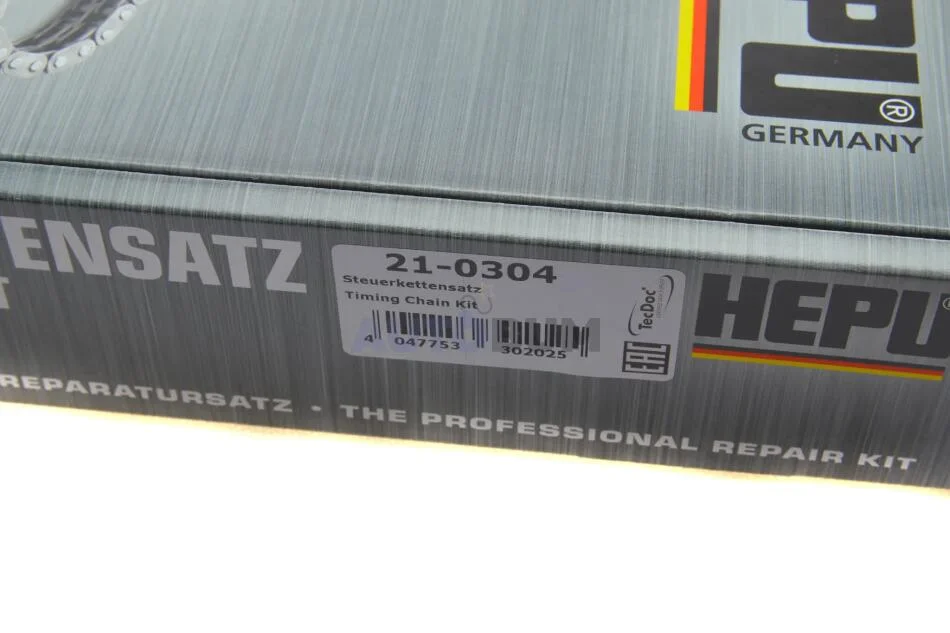 PU®
GERMANY
ENSATZ
T
21-0304
Steuerkettensatz
Timing Chain Kit
4 047753 302025
EAC
TecDoc
HEPU®
REPARATURSATZ • THE PROFESSIONAL REPAIR KIT